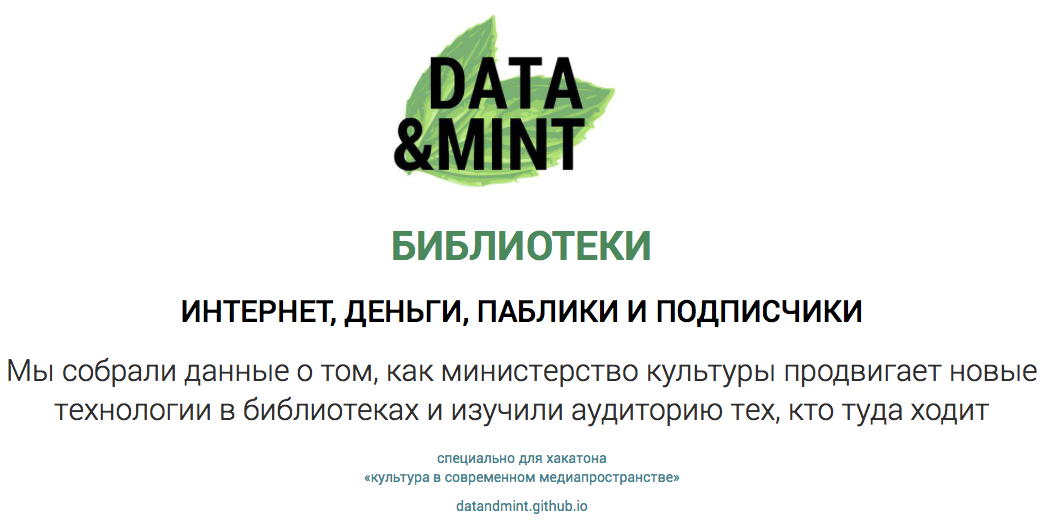 DATA
&MINT
БИБЛИОТЕКИ
ИНТЕРНЕТ, ДЕНЬГИ, ПАБЛИКИ И ПОДПИСЧИКИ
Мы собрали данные о том, как министерство культуры продвигает новые
технологии в библиотеках и изучили аудиторию тех, кто туда ходит
специально для хакатона
«культура в современном медиапространстве»
datandmint.github.io